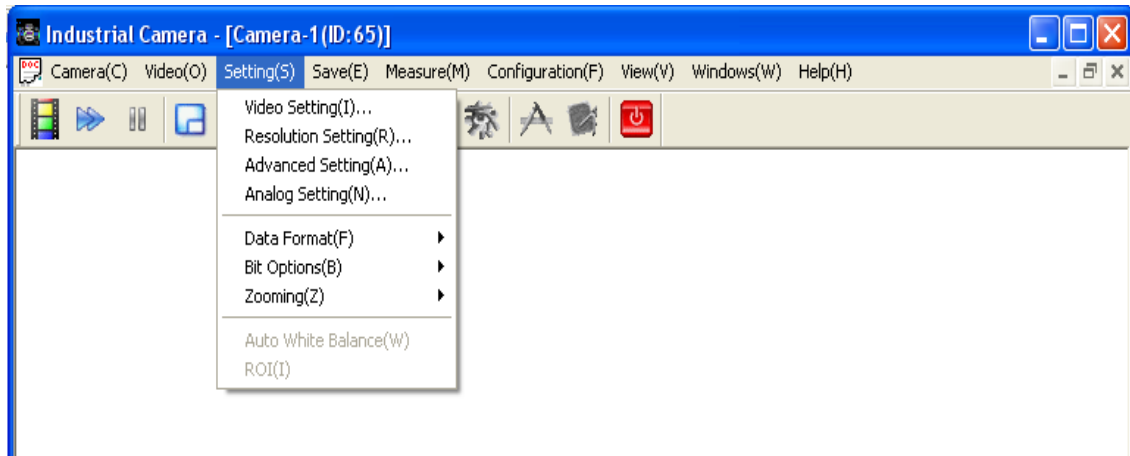 Industrial Camera - [Camera-1(ID:65)]
DOC Camera(C) Video(O) Setting(S) Save(E) Measure(M) Configuration(F) View(V) Windows(W) Help(H)
Video Setting(I)...
Resolution Setting(R)...
Advanced Setting(A)...
Analog Setting(N)...
Data Format(F)
Bit Options(B)
Zooming(Z)
Auto White Balance(W)
ROI(I)